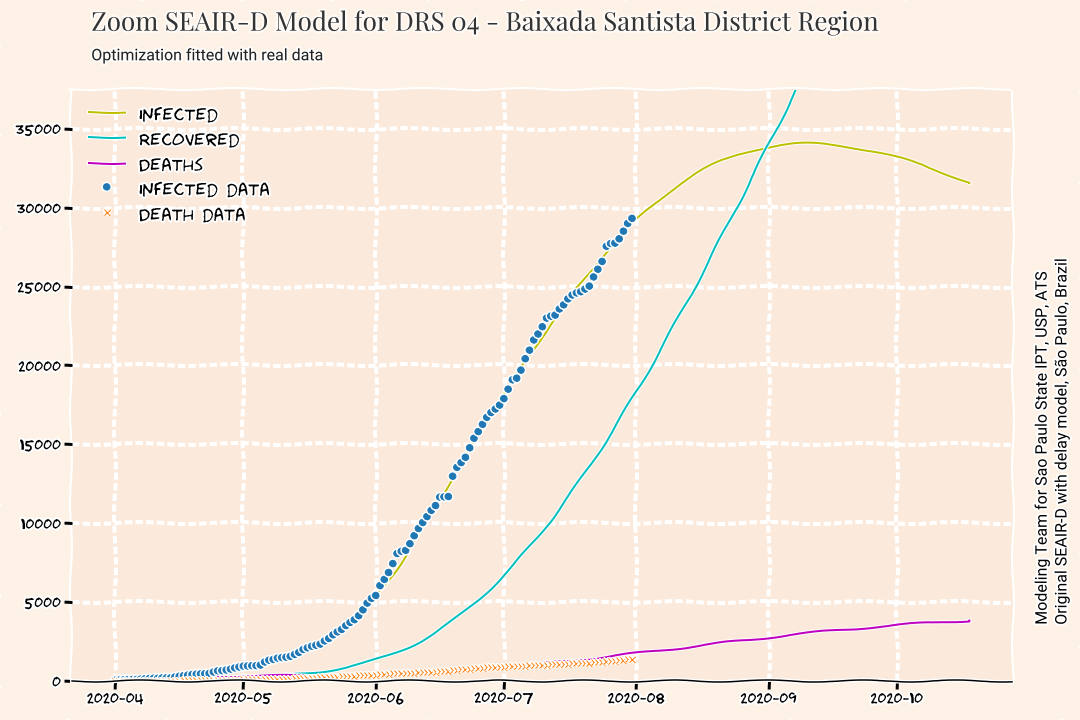 Zoom SEAIR-D Model for DRS 04 - Baixada Santista District Region
Optimization fitted with real data
INFECTED
RECOVERED
DEATHS
INFECTED DATA
DEATH DATA
35000
30000
25000
20000
15000
10000
5000
0
2020-04
2020-05
2020-06
2020-07
2020-08
2020-09
2020-10
Modeling Team for Sao Paulo State IPT, USP, ATS
Original SEAIR-D with delay model, São Paulo, Brazil